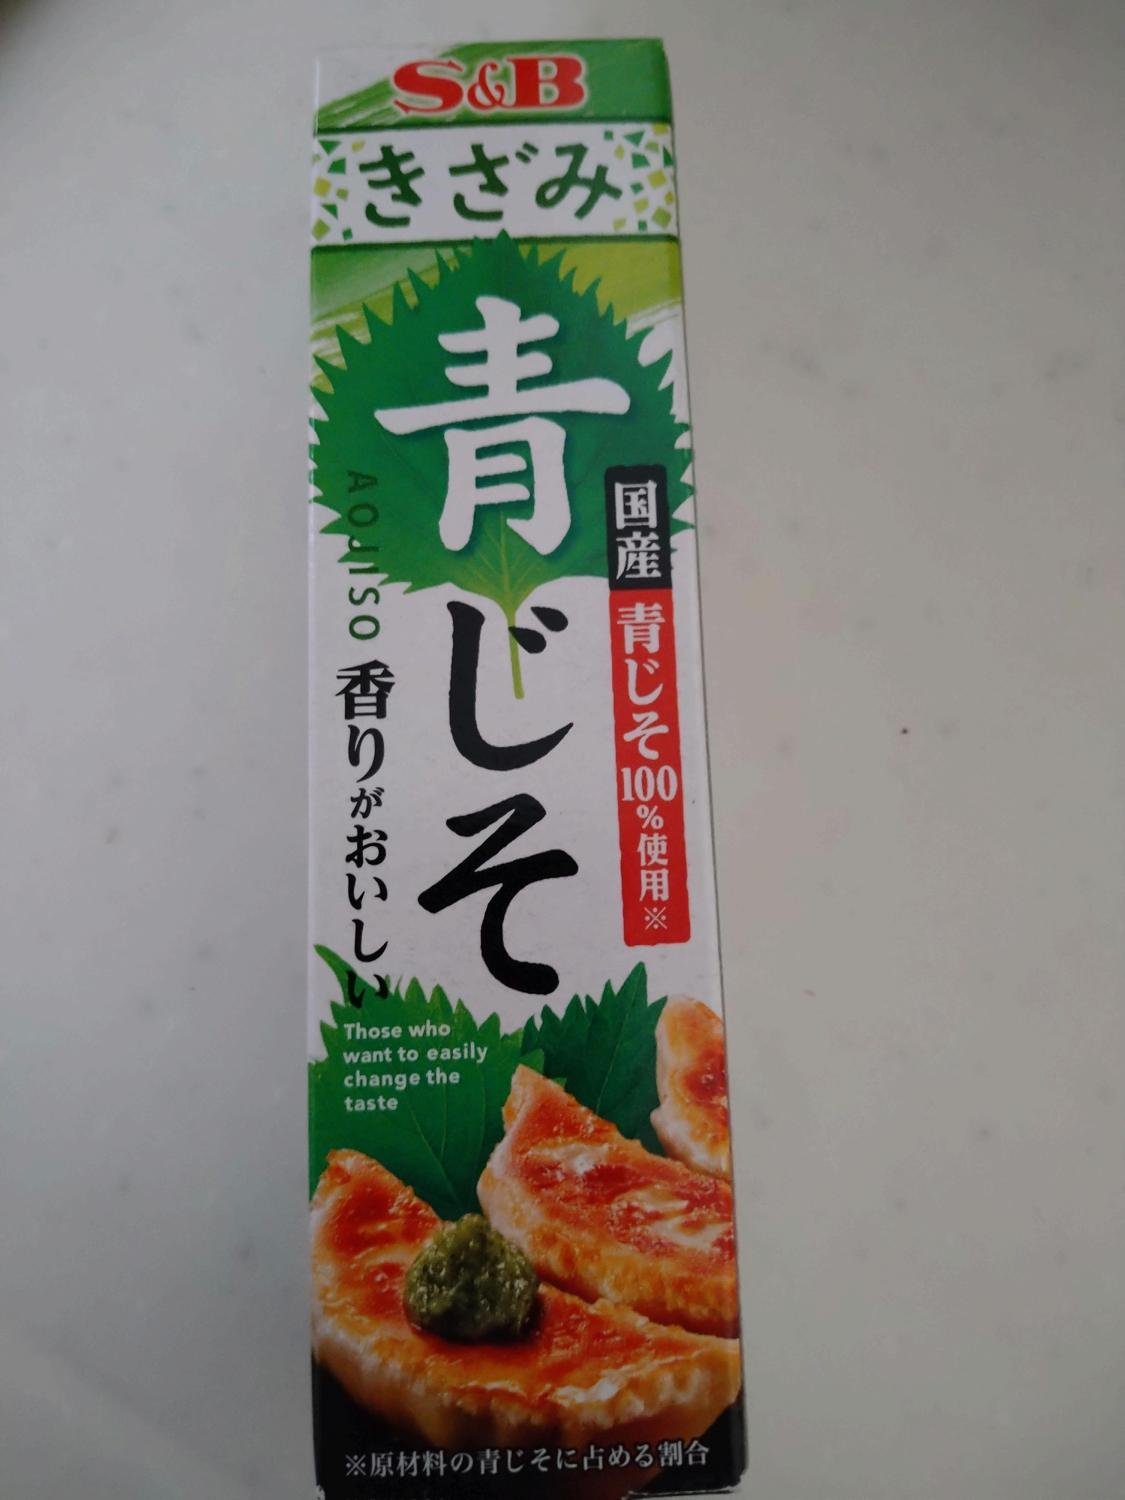 S&B
きざみ
青じそ
AOJISO
国産
青じそ100%使用※
香りがおいしい
Those who
want to easily
change the
taste
※原材料の青じそに占める割合